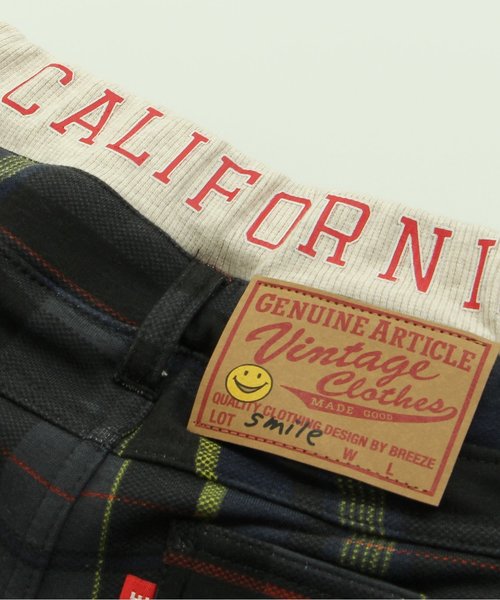 CALIFORNI
GENUINE ARTICLE
Vintage
Clothes
MADE GOOD
QUALITY CLOTHING DESIGN BY BREEZE
LOT smile W L